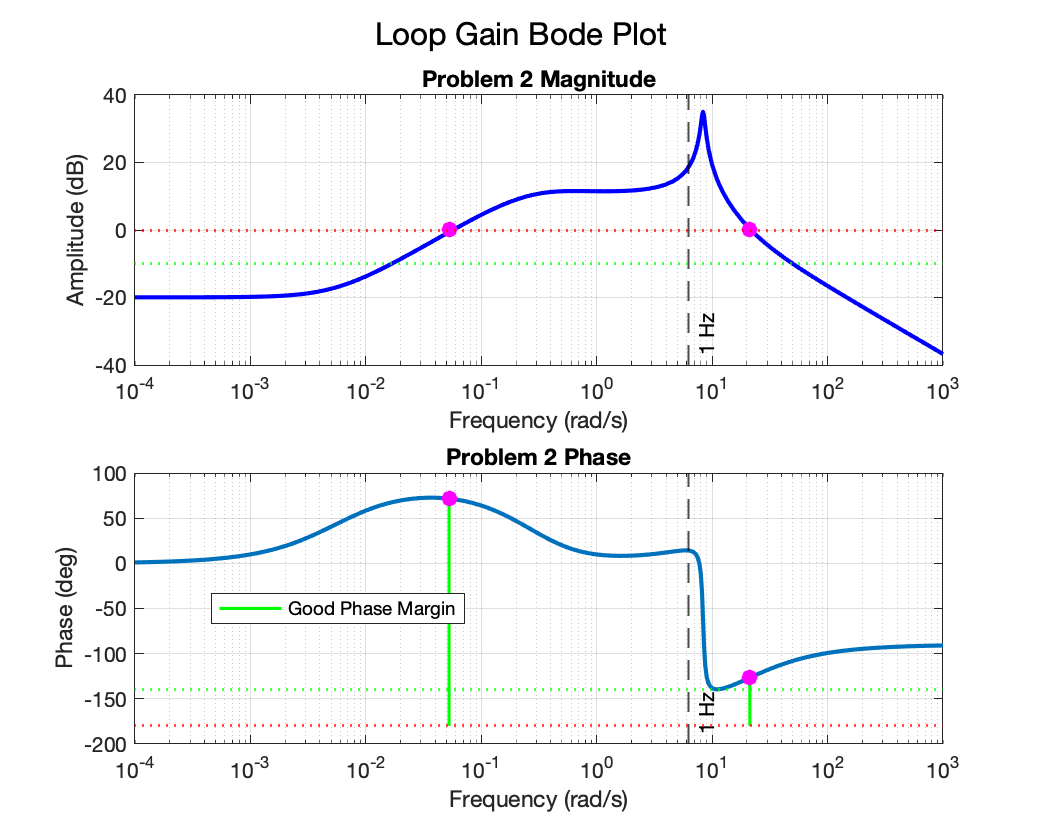 Loop Gain Bode Plot
Problem 2 Magnitude
Amplitude (dB)
40
20
0
-20
-40
1 Hz
10^-4 10^-3 10^-2 10^-1 10^0 10^1 10^2 10^3
Frequency (rad/s)
Problem 2 Phase
Phase (deg)
100
50
0
-50
-100
-150
-200
Good Phase Margin
1 Hz
10^-4 10^-3 10^-2 10^-1 10^0 10^1 10^2 10^3
Frequency (rad/s)